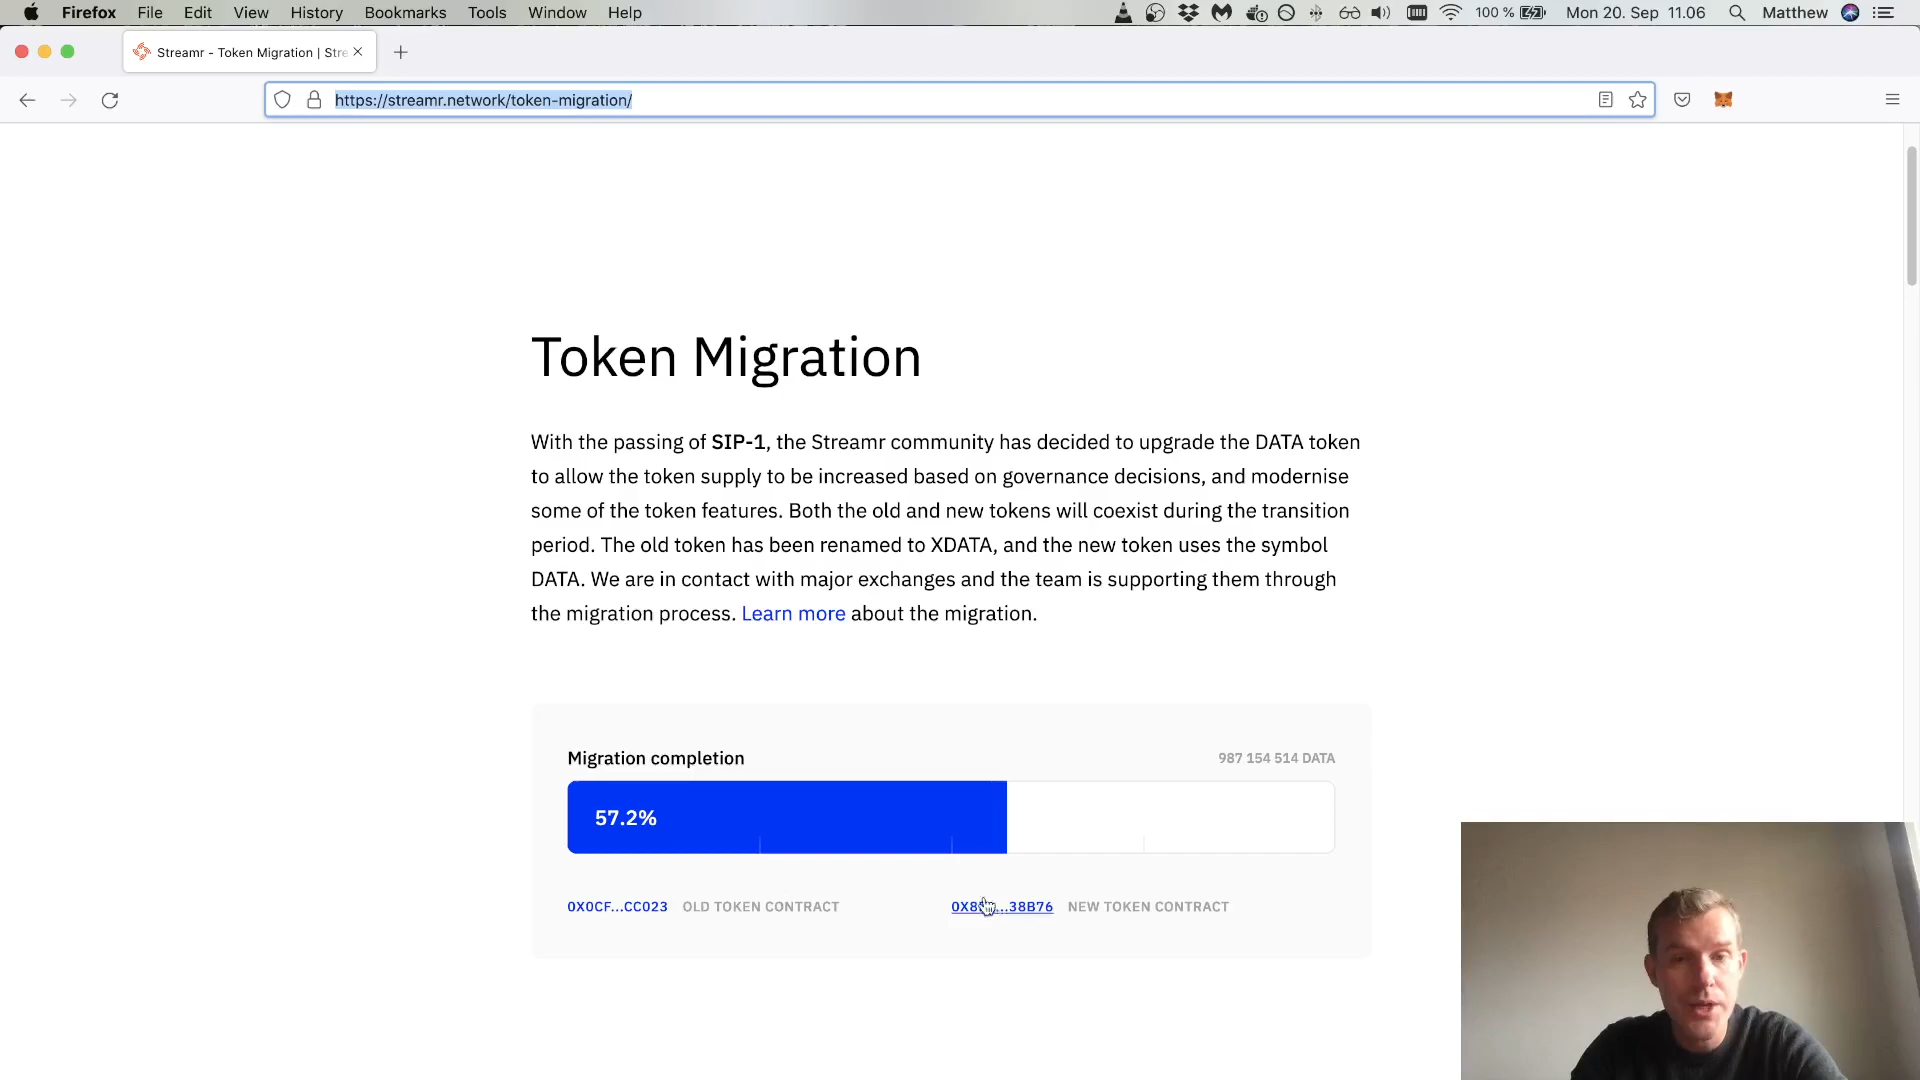 Firefox File Edit View History Bookmarks Tools Window Help 100 % Mon 20. Sep 11.06 Matthew
Streamr - Token Migration | Stre
https://streamr.network/token-migration/
Token Migration
With the passing of SIP-1, the Streamr community has decided to upgrade the DATA token
to allow the token supply to be increased based on governance decisions, and modernise
some of the token features. Both the old and new tokens will coexist during the transition
period. The old token has been renamed to XDATA, and the new token uses the symbol
DATA. We are in contact with major exchanges and the team is supporting them through
the migration process. Learn more about the migration.
Migration completion 987 154 514 DATA
57.2%
0X0CF...CC023 OLD TOKEN CONTRACT NEW TOKEN CONTRACT